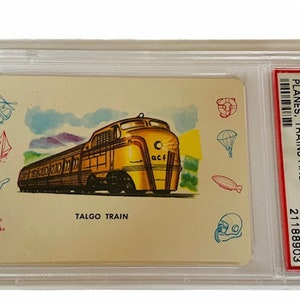 acf
TALGO TRAIN
PLANES, TRAINS
21188903